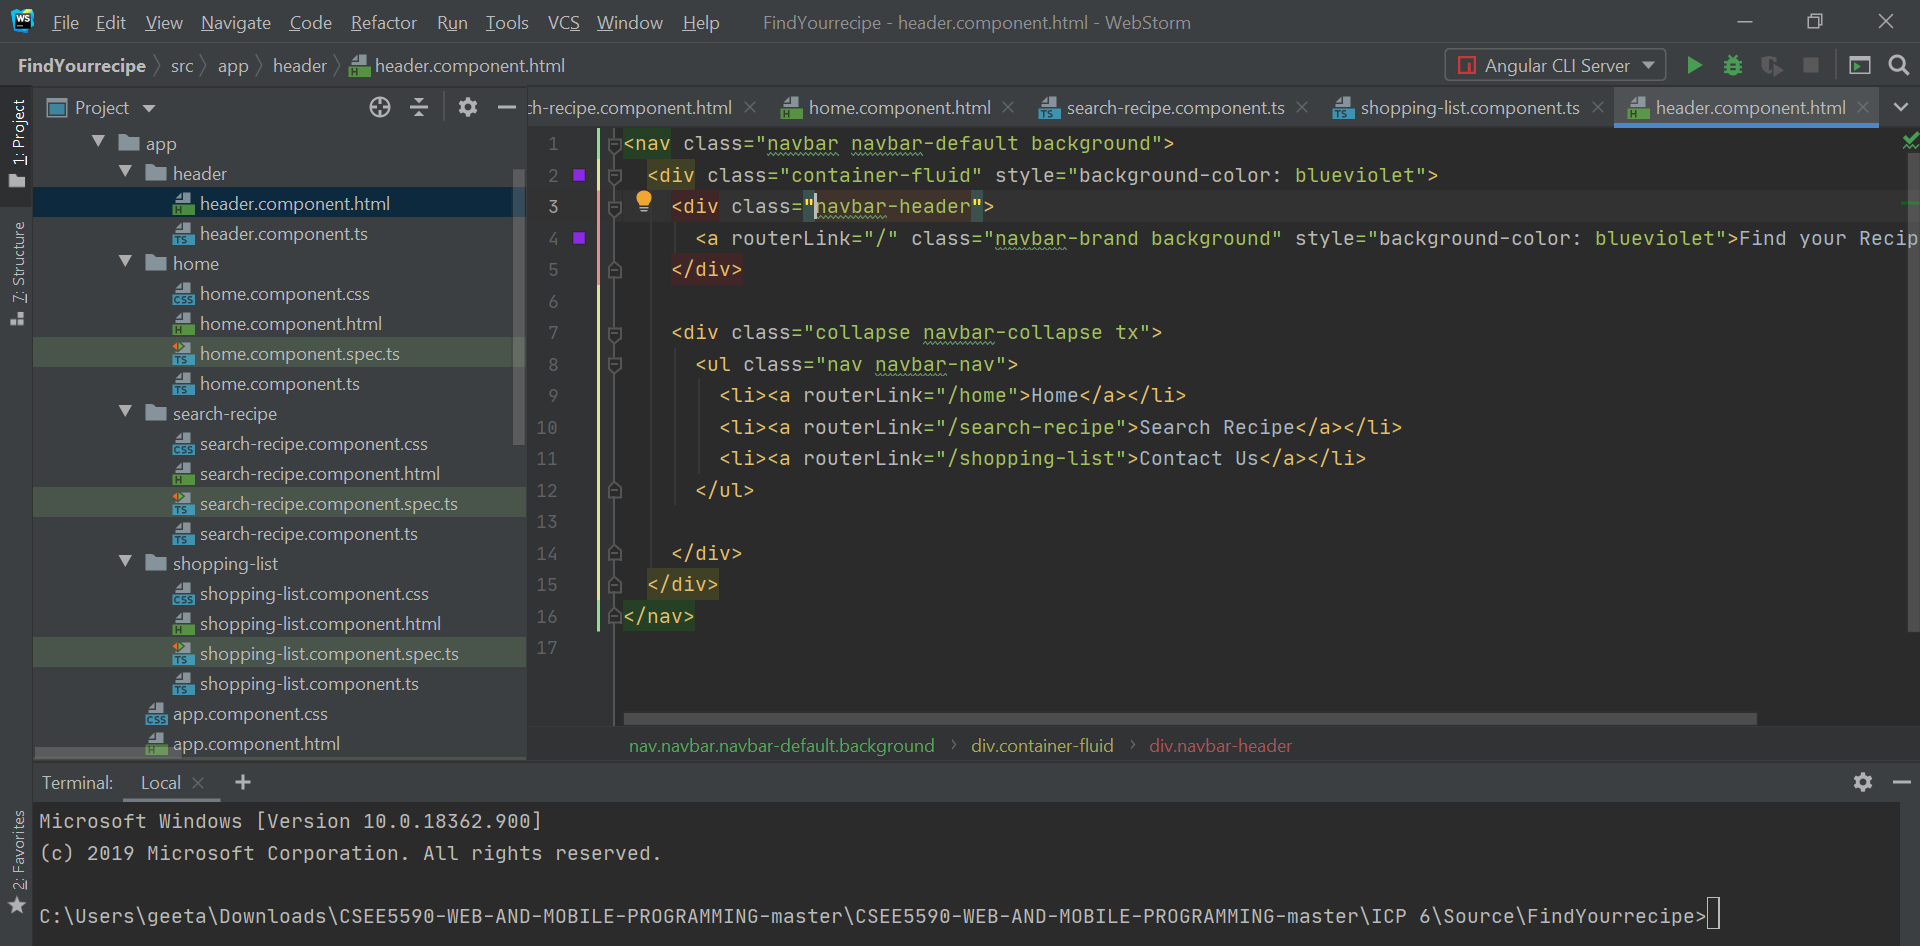 WS File Edit View Navigate Code Refactor Run Tools VCS Window Help FindYourrecipe - header.component.html - WebStorm
FindYourrecipe src app header header.component.html Angular CLI Server
Project
ch-recipe.component.html home.component.html search-recipe.component.ts shopping-list.component.ts header.component.html
1: Project
7: Structure
2: Favorites
app
header
header.component.html
header.component.ts
home
home.component.css
home.component.html
home.component.spec.ts
home.component.ts
search-recipe
search-recipe.component.css
search-recipe.component.html
search-recipe.component.spec.ts
search-recipe.component.ts
shopping-list
shopping-list.component.css
shopping-list.component.html
shopping-list.component.spec.ts
shopping-list.component.ts
app.component.css
app.component.html
1 <nav class="navbar navbar-default background">
2 <div class="container-fluid" style="background-color: blueviolet">
3 <div class="navbar-header">
4 <a routerLink="/" class="navbar-brand background" style="background-color: blueviolet">Find your Recip
5 </div>
6
7 <div class="collapse navbar-collapse tx">
8 <ul class="nav navbar-nav">
9 <li><a routerLink="/home">Home</a></li>
10 <li><a routerLink="/search-recipe">Search Recipe</a></li>
11 <li><a routerLink="/shopping-list">Contact Us</a></li>
12 </ul>
13
14 </div>
15 </div>
16 </nav>
17
nav.navbar.navbar-default.background div.container-fluid div.navbar-header
Terminal: Local
Microsoft Windows [Version 10.0.18362.900]
(c) 2019 Microsoft Corporation. All rights reserved.
C:\Users\geeta\Downloads\CSEE5590-WEB-AND-MOBILE-PROGRAMMING-master\CSEE5590-WEB-AND-MOBILE-PROGRAMMING-master\ICP 6\Source\FindYourrecipe>